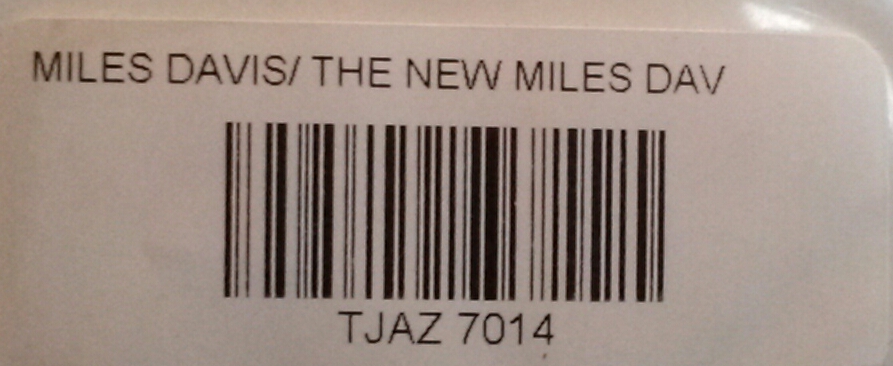 MILES DAVIS/ THE NEW MILES DAV
TJAZ 7014